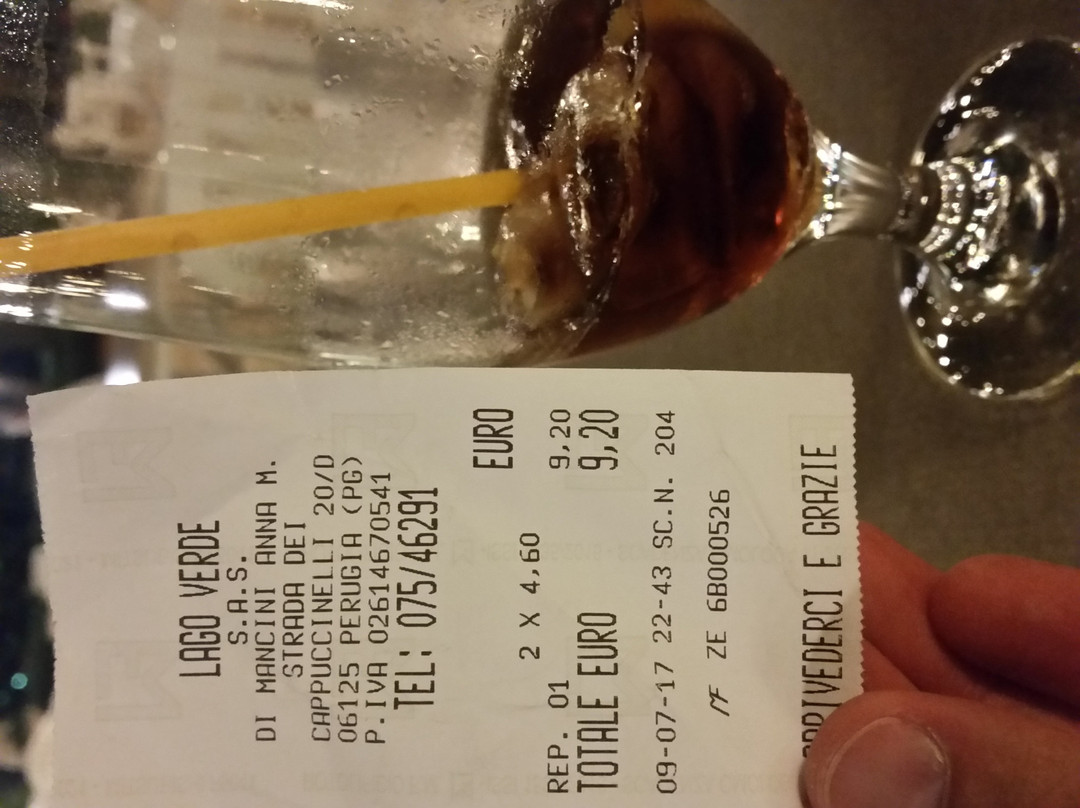 LAGO VERDE
S.A.S.
DI MANCINI ANNA M.
STRADA DEI
CAPPUCCINELLI 20/D
06125 PERUGIA (PG)
P.IVA 02614670541
TEL: 075/46291
EURO
2 X 4,60
REP. 01 9,20
TOTALE EURO 9,20
09-07-17 22-43 SC.N. 204
MF ZE 6B000526
ARRIVEDERCI E GRAZIE